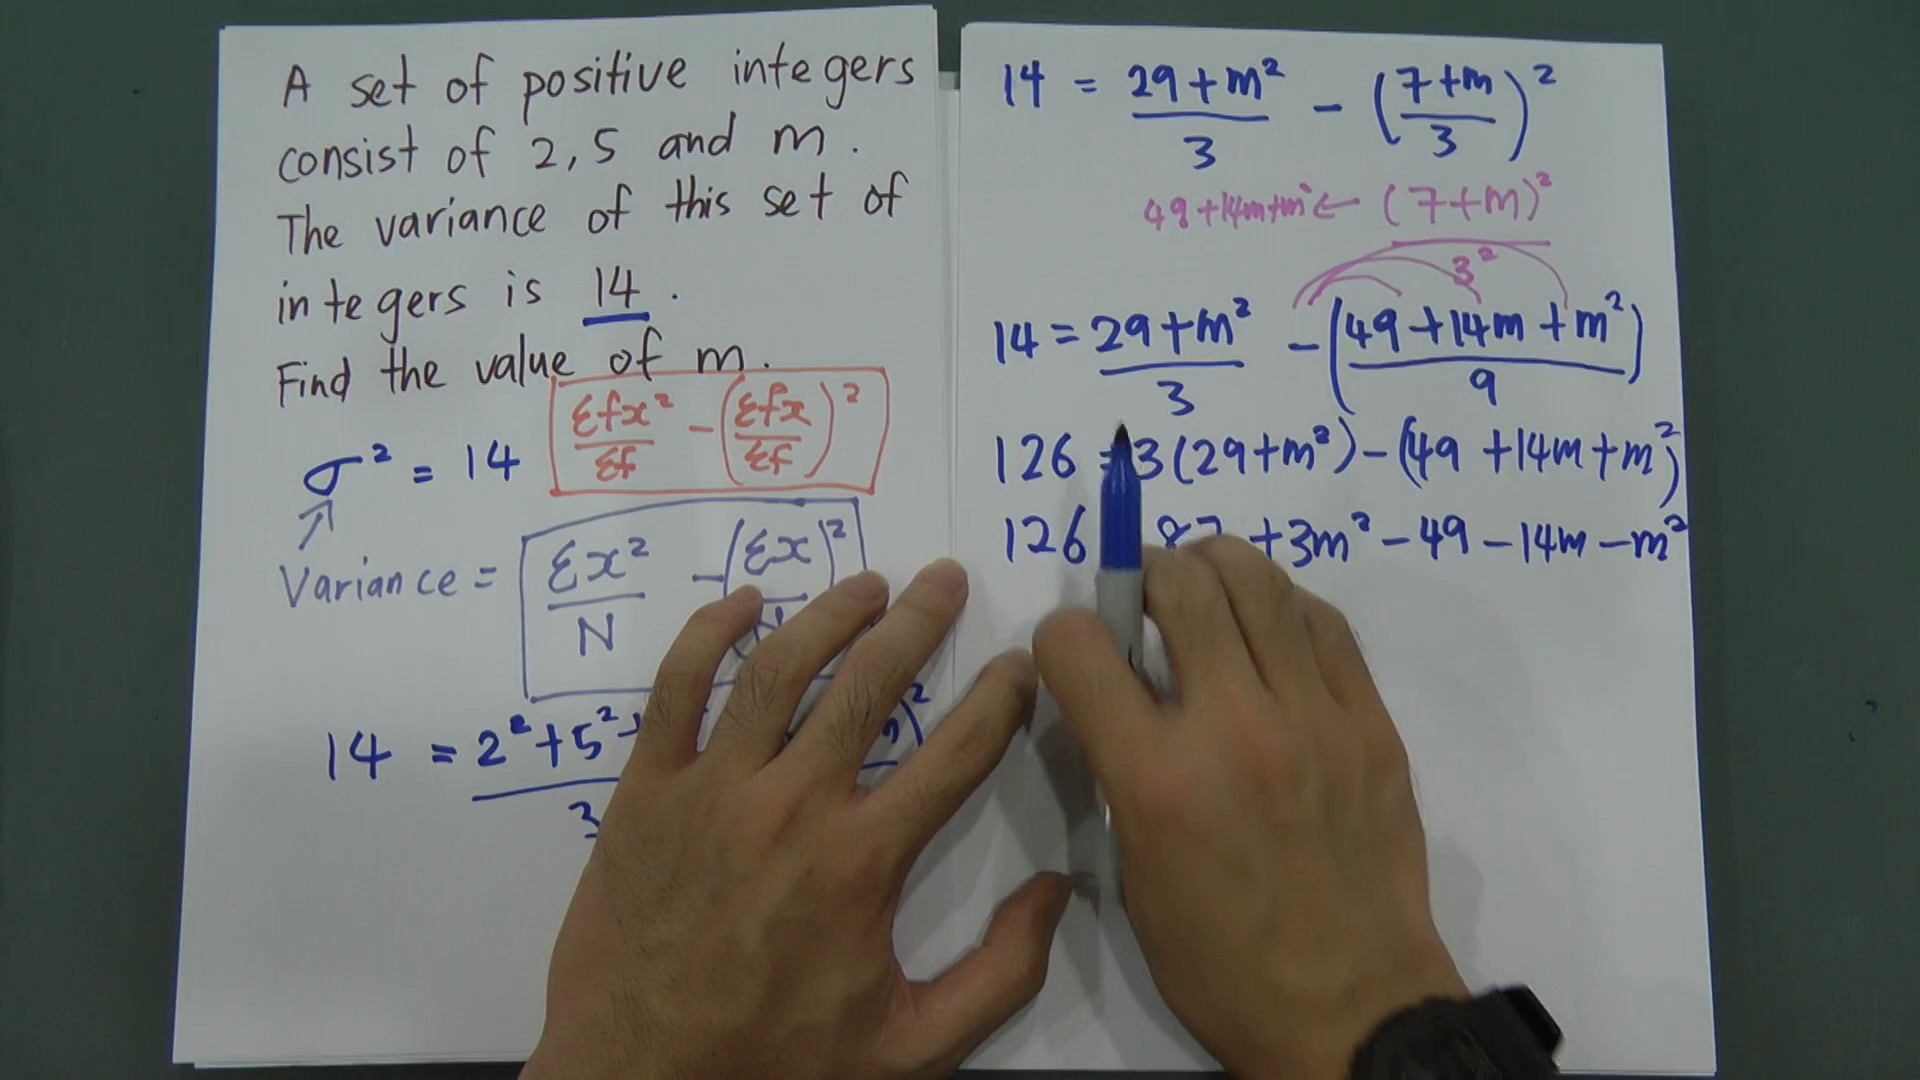 A set of positive integers
consist of 2, 5 and m.
The variance of this set of
integers is 14.
Find the value of m.
σ² = 14
Σfx²/Σf - (Σfx/Σf)²
Variance = Σx²/N - (Σx/N)²
14 = 2²+5²+ /3 )²
14 = 29+m²/3 - (7+m/3)²
49+14m+m² ← (7+m)²/3²
14 = 29+m²/3 - (49+14m+m²/9)
126 = 3(29+m²) - (49+14m+m²)
126 87 +3m² - 49 - 14m - m²